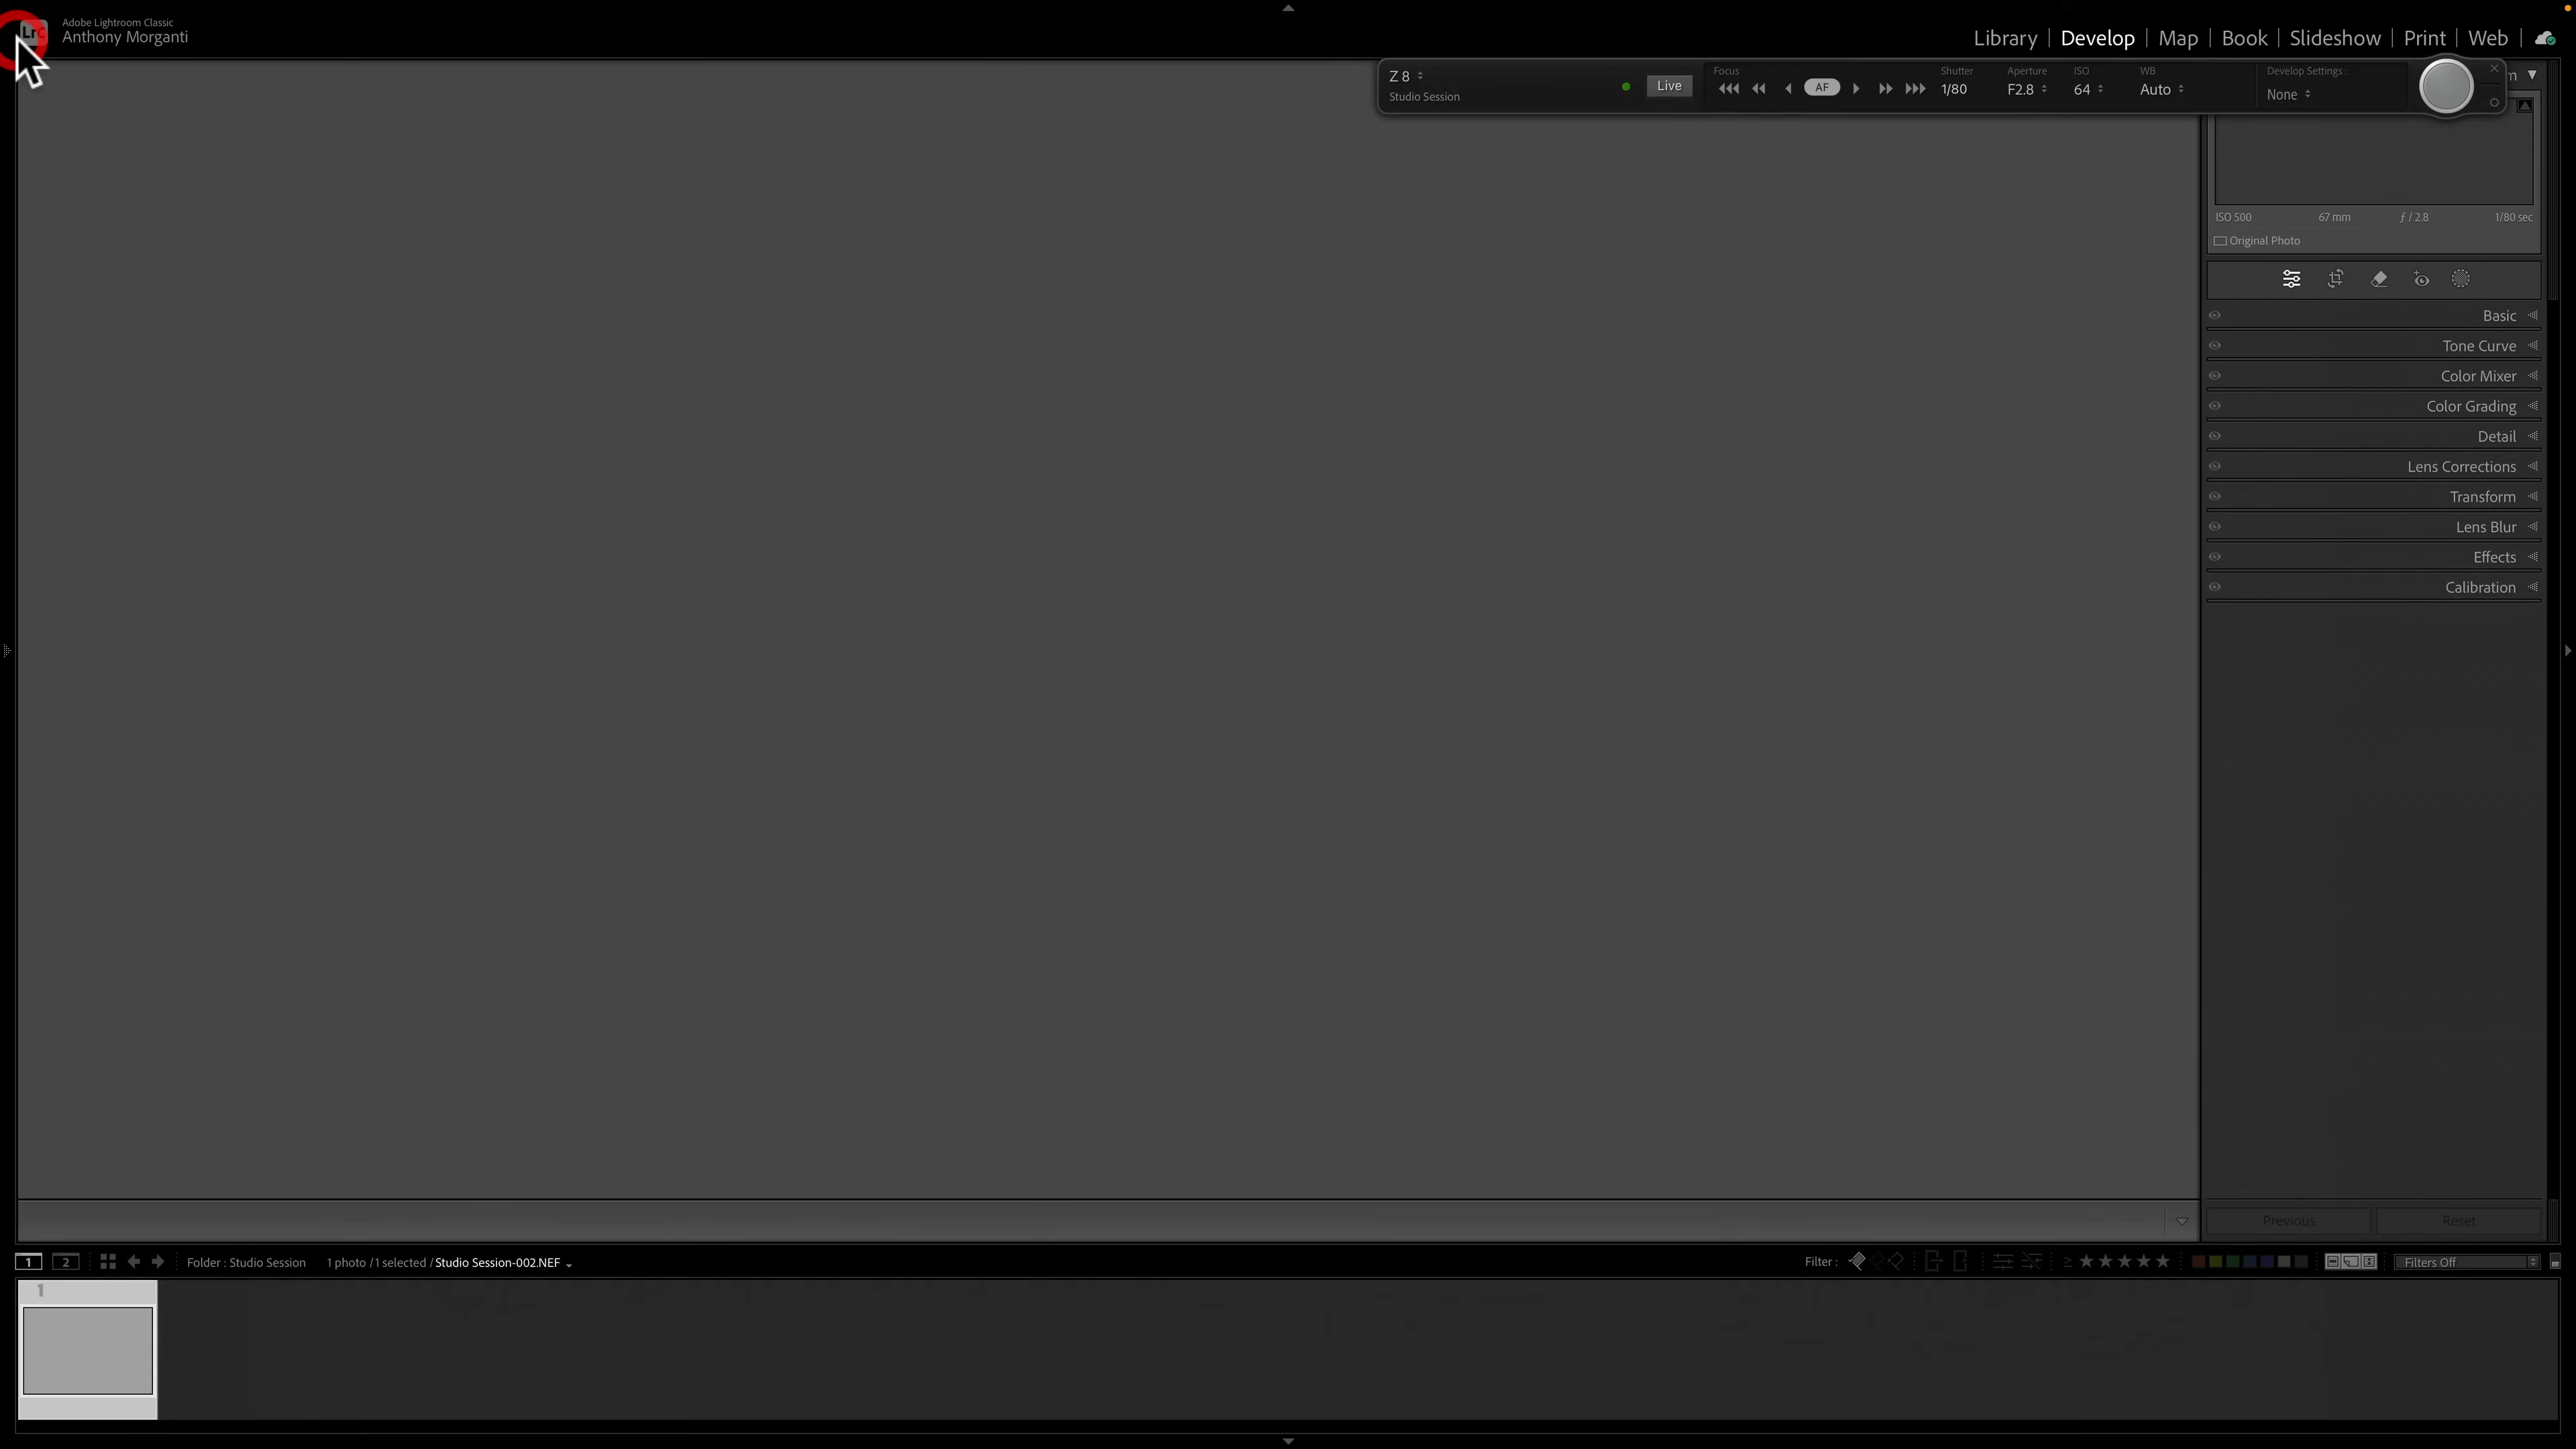 Adobe Lightroom Classic
Anthony Morganti
Library | Develop | Map | Book | Slideshow | Print | Web
Z 8
Studio Session
Live
Focus
AF
Shutter
1/80
Aperture
F2.8
ISO
64
WB
Auto
Develop Settings :
None
ISO 500 67 mm ƒ / 2.8 1/80 sec
Original Photo
Basic
Tone Curve
Color Mixer
Color Grading
Detail
Lens Corrections
Transform
Lens Blur
Effects
Calibration
Previous Reset
1 2 Folder : Studio Session 1 photo /1 selected / Studio Session-002.NEF Filter : ≥ Filters Off
1